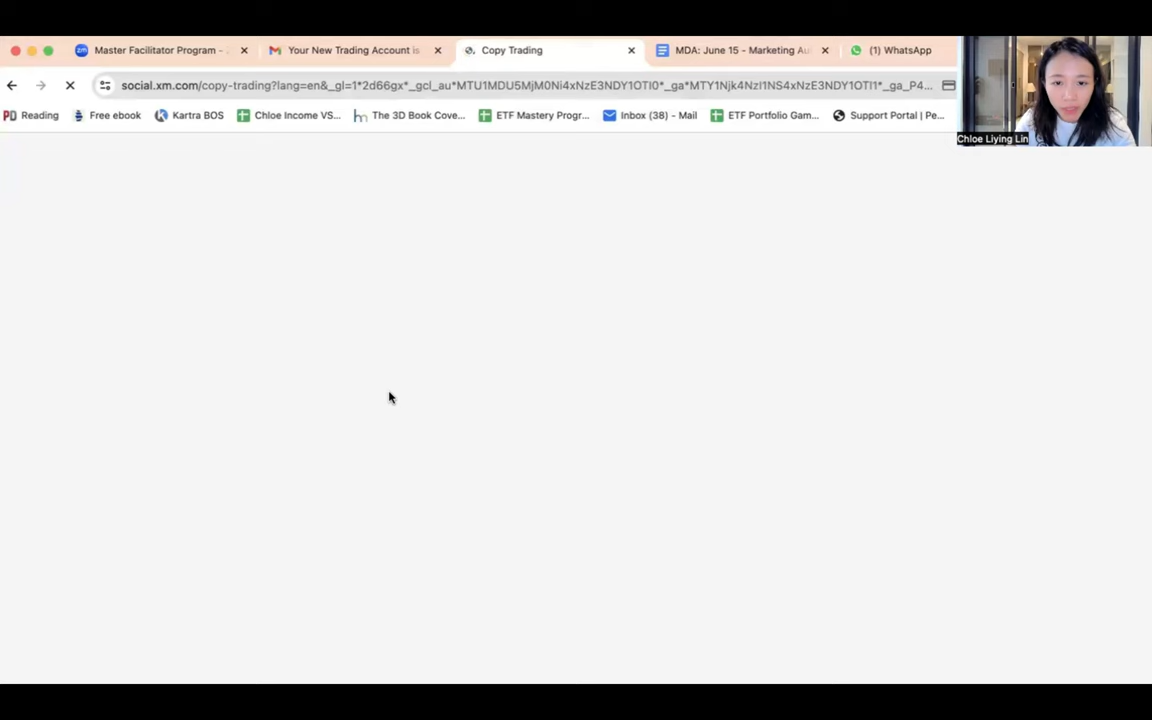 Master Facilitator Program -
Your New Trading Account is
Copy Trading
MDA: June 15 - Marketing Au
(1) WhatsApp
social.xm.com/copy-trading?lang=en&_gl=1*2d66gx*_gcl_au*MTU1MDU5MjM0Ni4xNzE3NDY1OTI0*_ga*MTY1Njk4NzI1NS4xNzE3NDY1OTI1*_ga_P4...
Reading
Free ebook
Kartra BOS
Chloe Income VS...
The 3D Book Cove...
ETF Mastery Progr...
Inbox (38) - Mail
ETF Portfolio Gam...
Support Portal | Pe...
Chloe Liying Lin